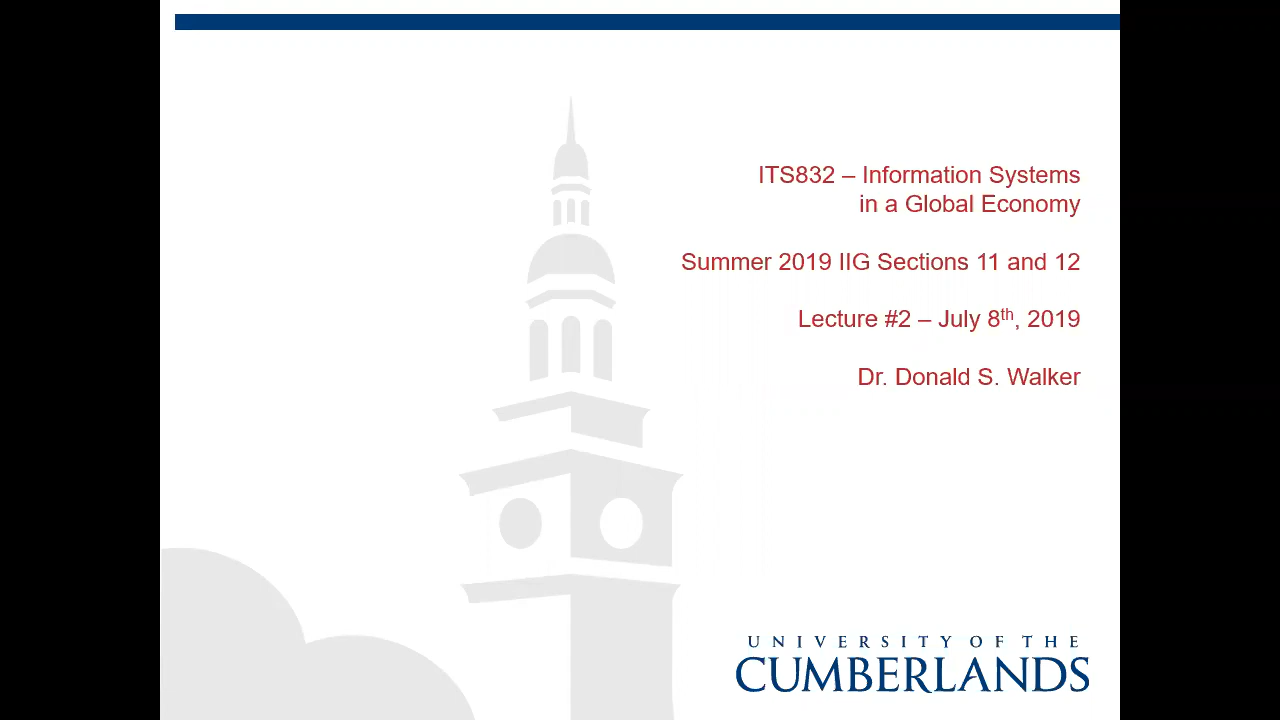 ITS832 – Information Systems
in a Global Economy
Summer 2019 IIG Sections 11 and 12
Lecture #2 – July 8th, 2019
Dr. Donald S. Walker
UNIVERSITY OF THE
CUMBERLANDS